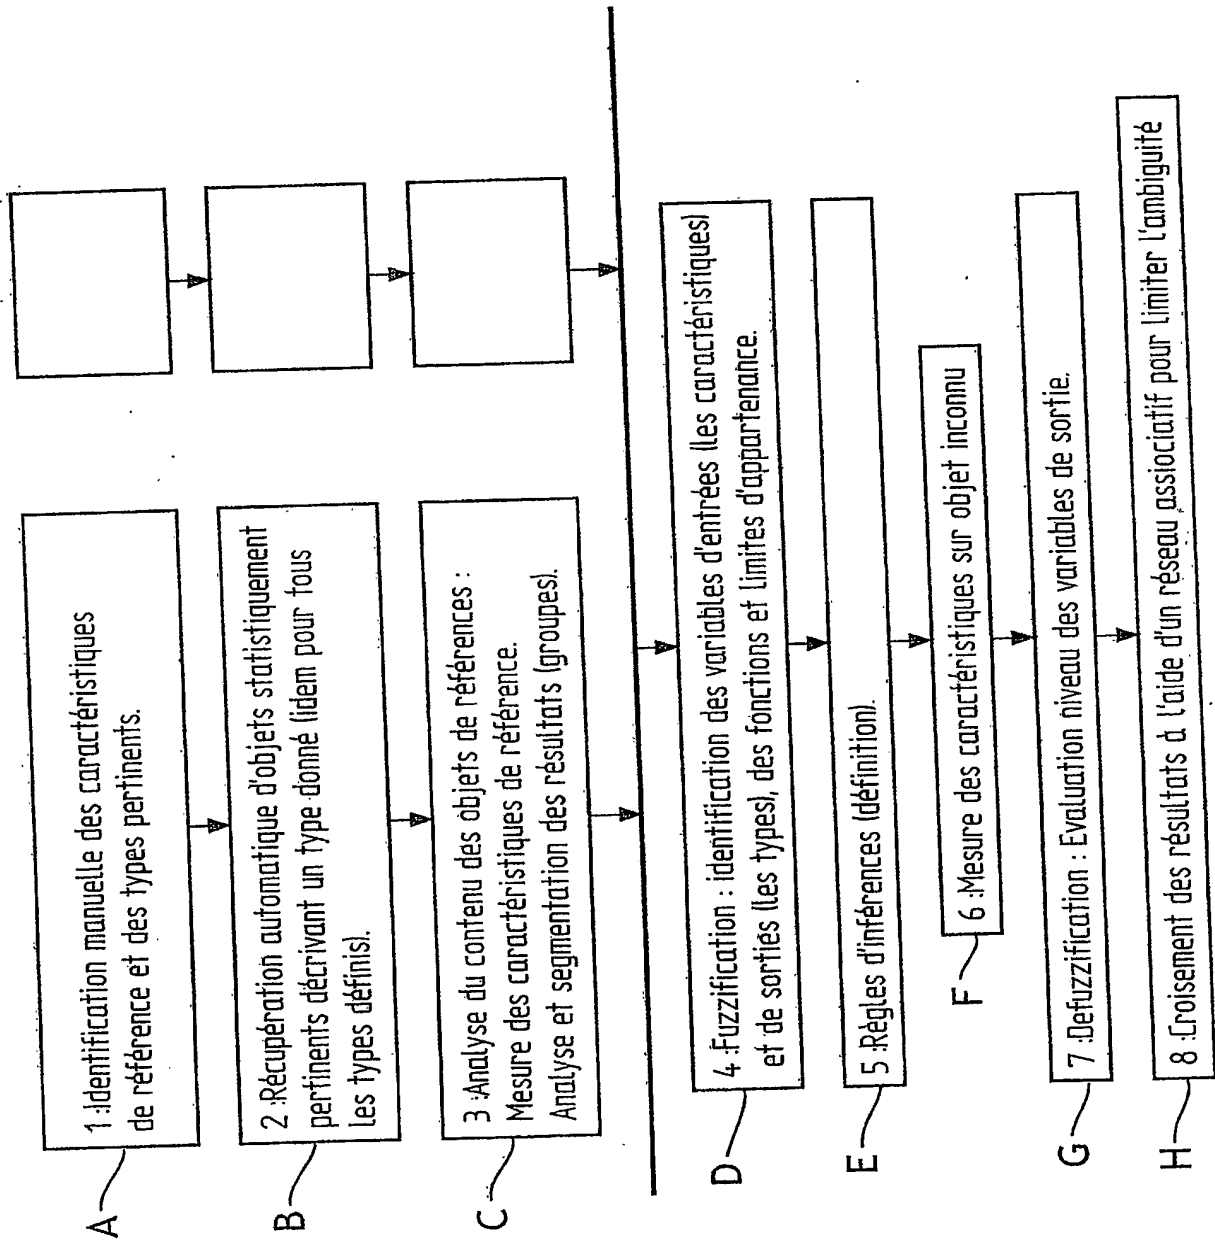 A
1 :Identification manuelle des caractéristiques
de référence et des types pertinents.
B
2 :Récupération automatique d'objets statistiquement
pertinents décrivant un type donné (idem pour tous
les types définis).
C
3 :Analyse du contenu des objets de références :
Mesure des caractéristiques de référence.
Analyse et segmentation des résultats (groupes).
D
4 :Fuzzification : identification des variables d'entrées (les caractéristiques)
et de sorties (les types), des fonctions et limites d'appartenance.
E
5 :Règles d'inférences (définition).
F
6 :Mesure des caractéristiques sur objet inconnu
G
7 :Defuzzification : Evaluation niveau des variables de sortie.
H
8 :Croisement des résultats à l'aide d'un réseau assiociatif pour limiter l'ambiguité